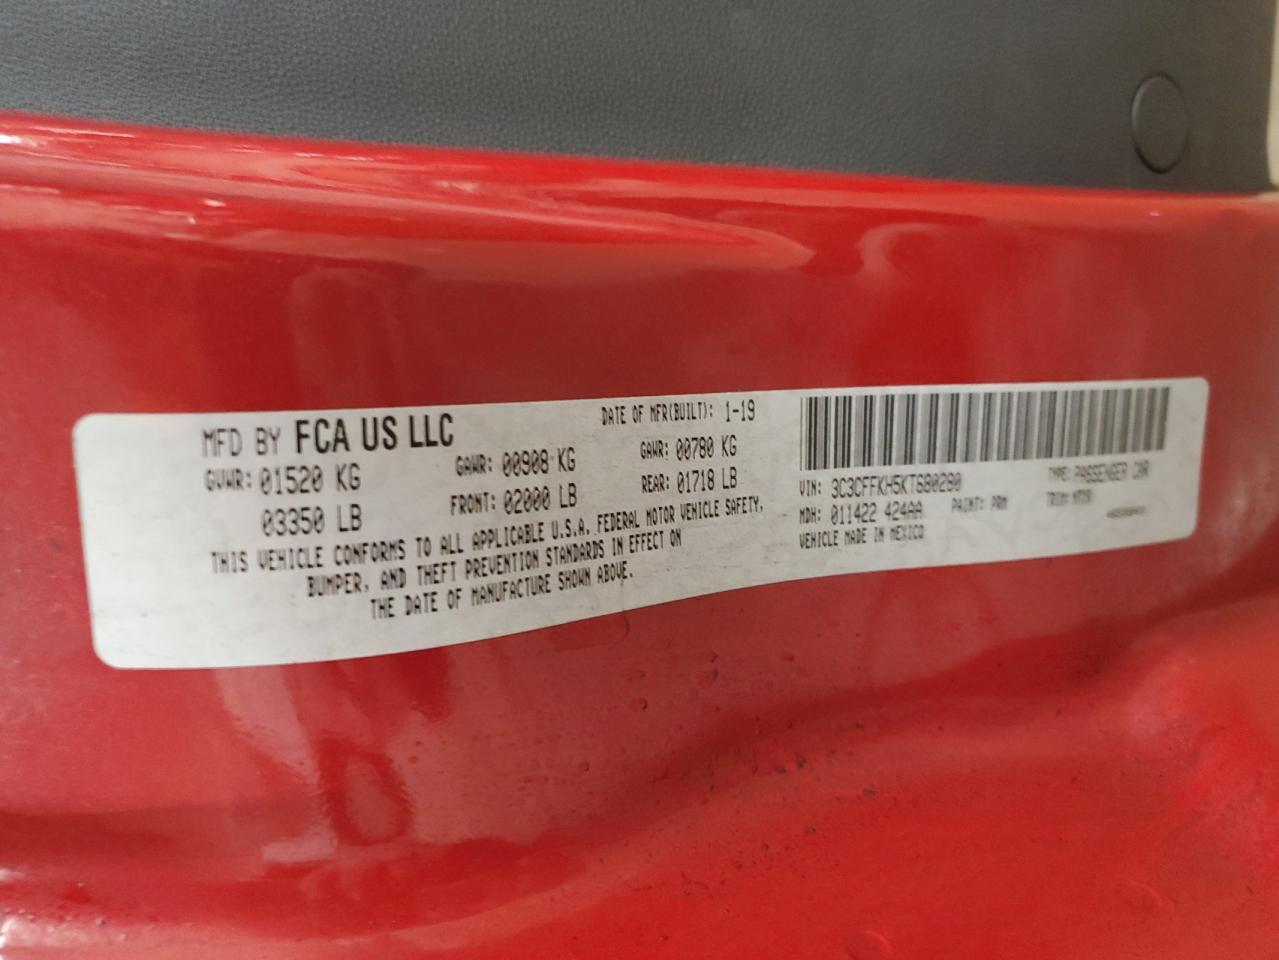 MFD BY FCA US LLC
DATE OF MFR(BUILT): 1-19
GVWR: 01520 KG
03350 LB
GAWR: 00908 KG
FRONT: 02000 LB
GAWR: 00780 KG
REAR: 01718 LB
THIS VEHICLE CONFORMS TO ALL APPLICABLE U.S.A. FEDERAL MOTOR VEHICLE SAFETY,
BUMPER, AND THEFT PREVENTION STANDARDS IN EFFECT ON
THE DATE OF MANUFACTURE SHOWN ABOVE.
VIN: 3C3CFFKH5KT680280
TYPE: PASSENGER CAR
MDH: 011422 424AA
PAINT: PRM
TRIM:
VEHICLE MADE IN MEXICO